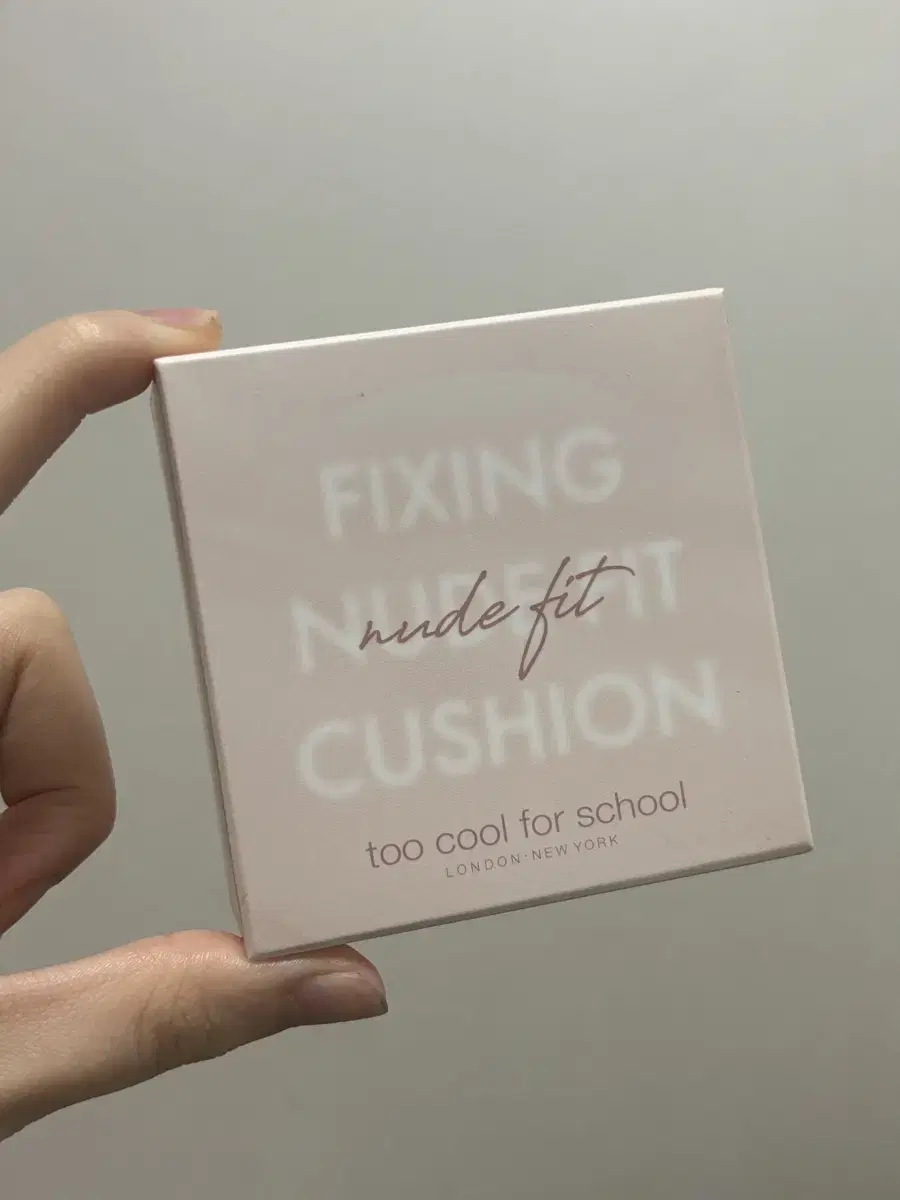 FIXING
NUDE FIT
nude fit
CUSHION
too cool for school
LONDON·NEW YORK